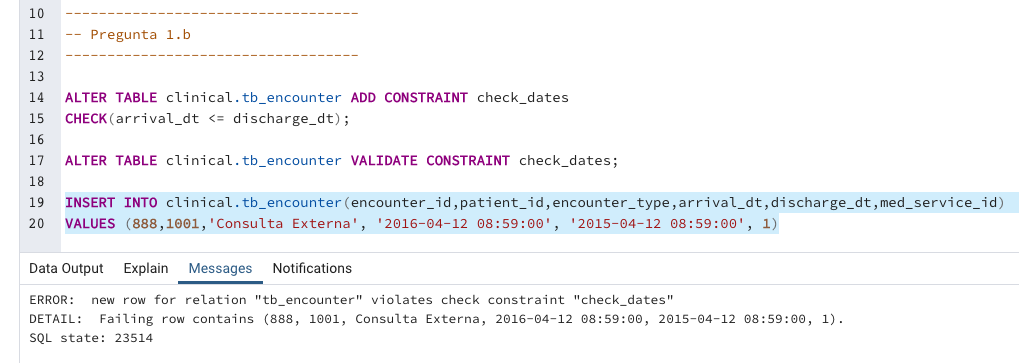 10 -----------------------------------
11 -- Pregunta 1.b
12 -----------------------------------
13
14 ALTER TABLE clinical.tb_encounter ADD CONSTRAINT check_dates
15 CHECK(arrival_dt <= discharge_dt);
16
17 ALTER TABLE clinical.tb_encounter VALIDATE CONSTRAINT check_dates;
18
19 INSERT INTO clinical.tb_encounter(encounter_id,patient_id,encounter_type,arrival_dt,discharge_dt,med_service_id)
20 VALUES (888,1001,'Consulta Externa', '2016-04-12 08:59:00', '2015-04-12 08:59:00', 1)
Data Output Explain Messages Notifications
ERROR:  new row for relation "tb_encounter" violates check constraint "check_dates"
DETAIL:  Failing row contains (888, 1001, Consulta Externa, 2016-04-12 08:59:00, 2015-04-12 08:59:00, 1).
SQL state: 23514